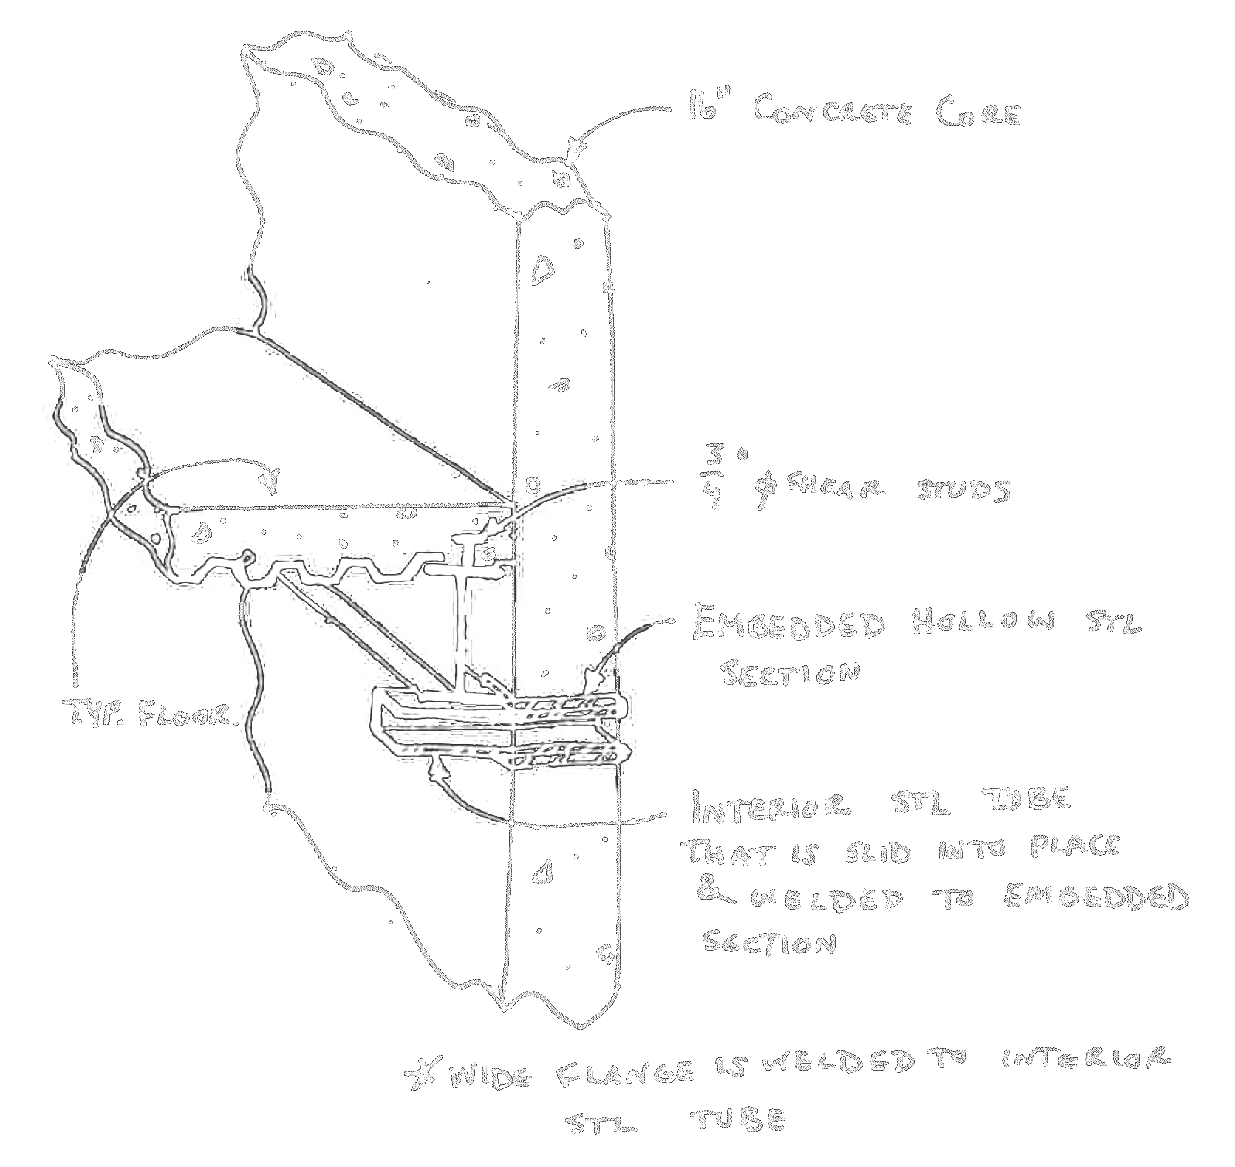 16" CONCRETE CORE
3/4" ϕ SHEAR STUDS
EMBEDDED HOLLOW STL
SECTION
TYP. FLOOR.
INTERIOR STL TUBE
THAT IS SLID INTO PLACE
& WELDED TO EMBEDDED
SECTION
* WIDE FLANGE IS WELDED TO INTERIOR
STL TUBE